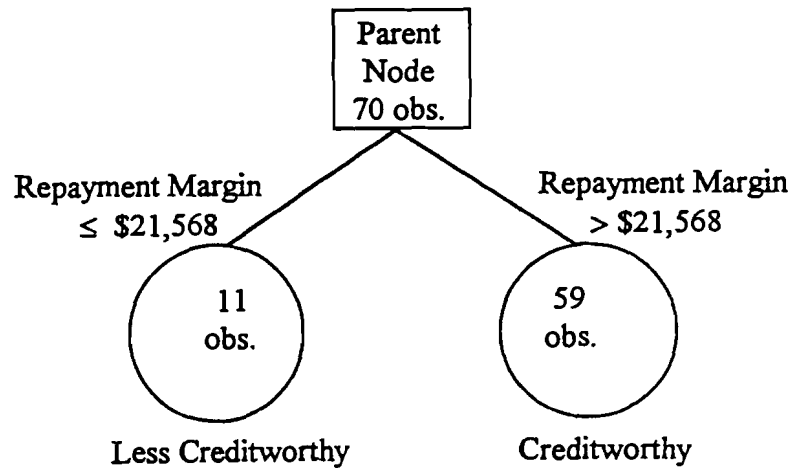 Parent
Node
70 obs.
Repayment Margin
≤ $21,568
Repayment Margin
> $21,568
11
obs.
59
obs.
Less Creditworthy
Creditworthy